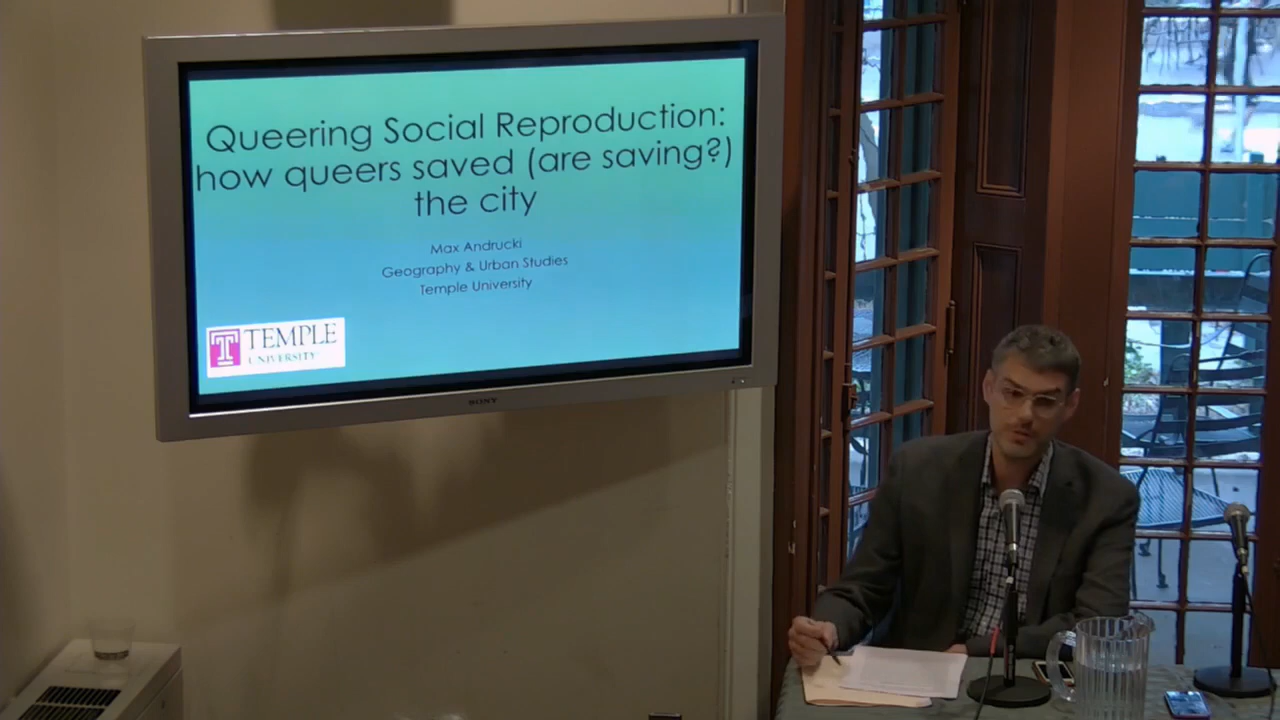 Queering Social Reproduction:
how queers saved (are saving?)
the city
Max Andrucki
Geography & Urban Studies
Temple University
TEMPLE
UNIVERSITY
SONY